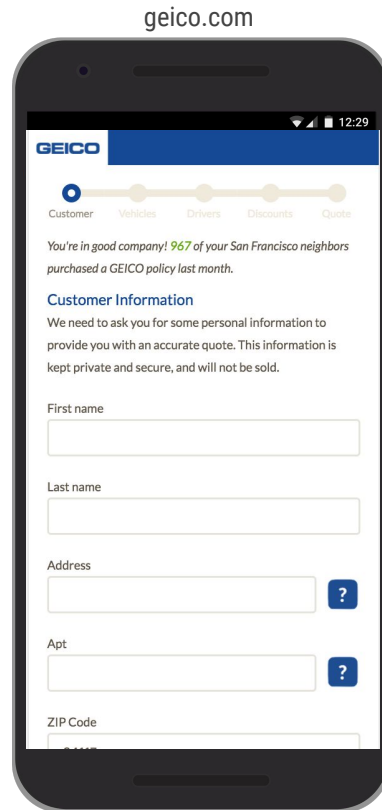 geico.com
12:29
GEICO
Customer Vehicles Drivers Discounts Quote
You're in good company! 967 of your San Francisco neighbors
purchased a GEICO policy last month.
Customer Information
We need to ask you for some personal information to
provide you with an accurate quote. This information is
kept private and secure, and will not be sold.
First name
Last name
Address
?
Apt
?
ZIP Code